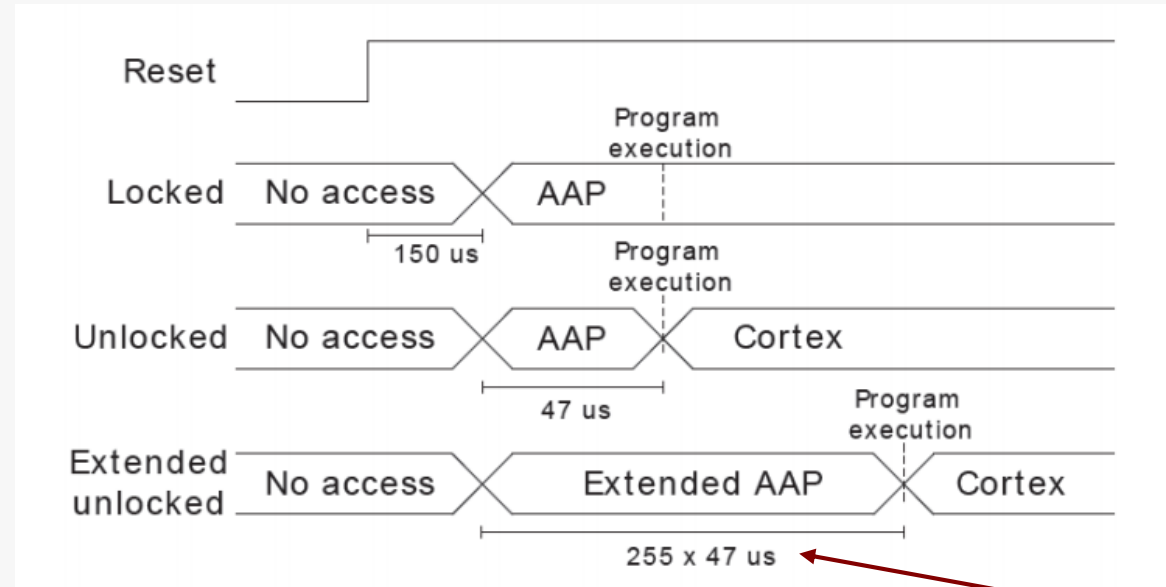 Reset
Program
execution
Locked
No access
AAP
150 us
Program
execution
Unlocked
No access
AAP
Cortex
47 us
Program
execution
Extended
unlocked
No access
Extended AAP
Cortex
255 x 47 us